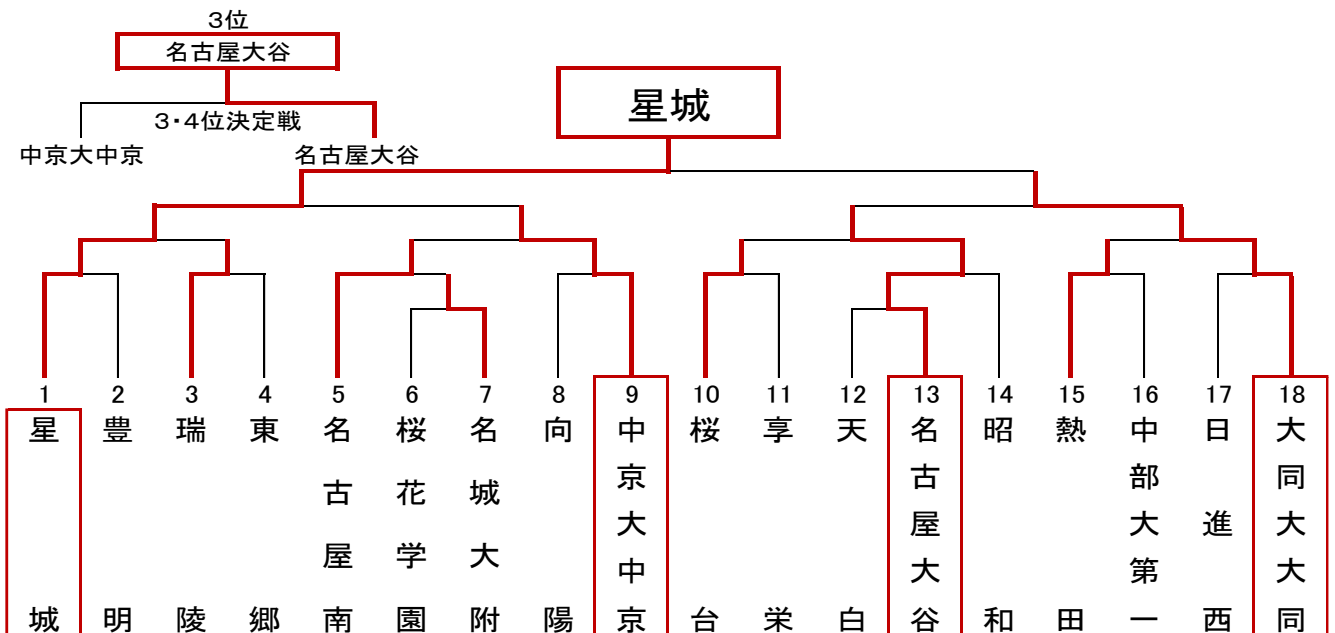 3位
名古屋大谷
3・4位決定戦
中京大中京
名古屋大谷
星城
1
2
3
4
5
6
7
8
9
10
11
12
13
14
15
16
17
18
星城
豊明
瑞陵
東郷
名古屋南
桜花学園
名城大附
向陽
中京大中京
桜台
享栄
天白
名古屋大谷
昭和
熱田
中部大第一
日進西
大同大大同